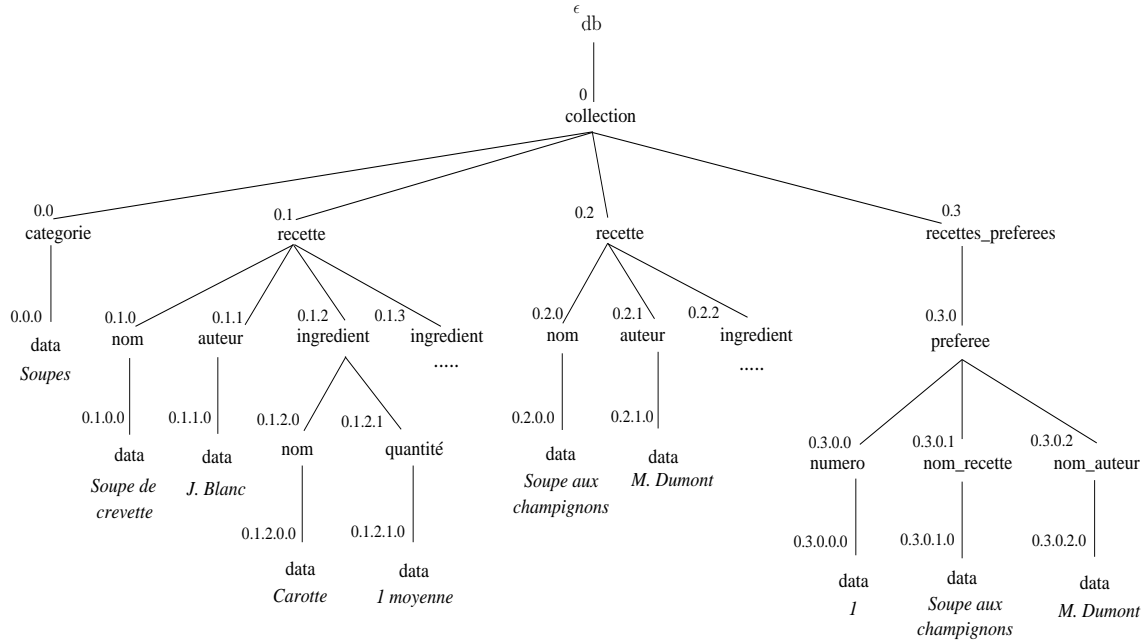 ϵ
db
0
collection
0.0 0.1 0.2 0.3
categorie recette recette recettes_preferees
0.0.0 0.1.0 0.1.1 0.1.2 0.1.3 0.2.0 0.2.1 0.2.2 0.3.0
data nom auteur ingredient ingredient nom auteur ingredient preferee
Soupes ..... .....
0.1.0.0 0.1.1.0 0.1.2.0 0.1.2.1 0.2.0.0 0.2.1.0 0.3.0.0 0.3.0.1 0.3.0.2
data data nom quantité data data numero nom_recette nom_auteur
Soupe de J. Blanc Soupe aux M. Dumont
crevette champignons
0.1.2.0.0 0.1.2.1.0 0.3.0.0.0 0.3.0.1.0 0.3.0.2.0
data data data data data
Carotte 1 moyenne 1 Soupe aux M. Dumont
champignons